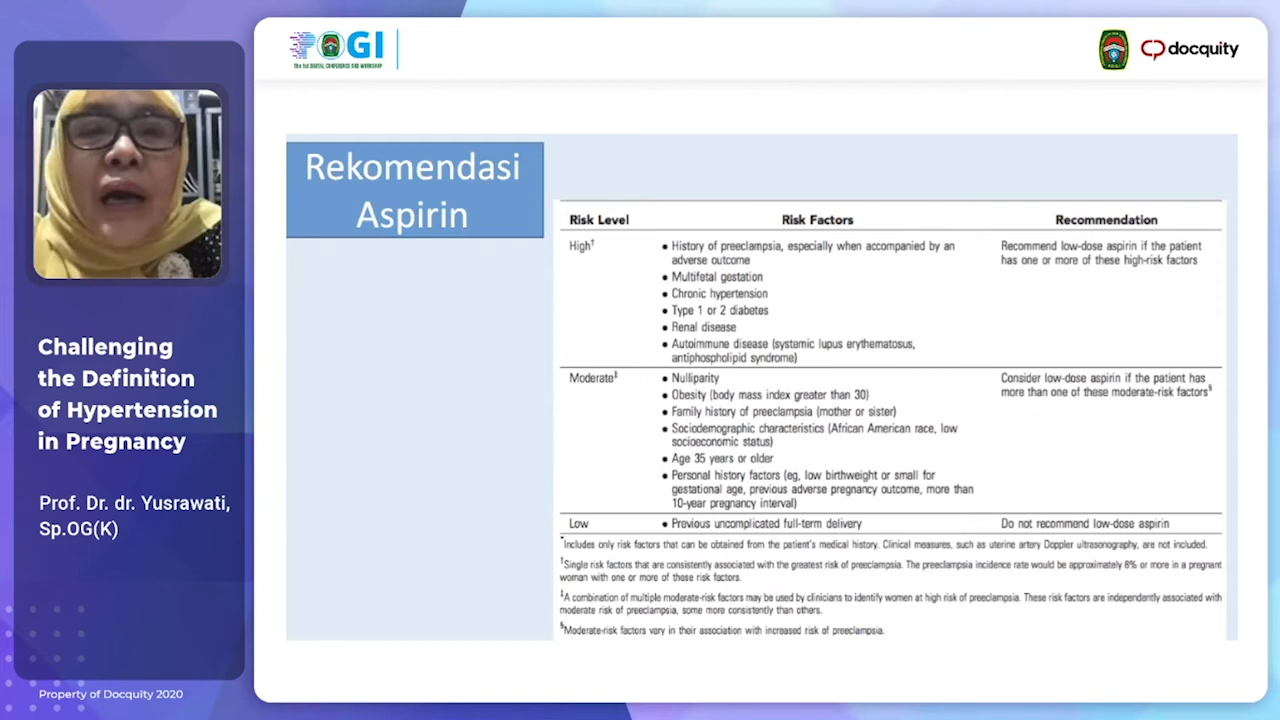 POGI
the 1st DIGITAL CONFERENCE AND WORKSHOP
docquity
Rekomendasi
Aspirin
Risk Level Risk Factors Recommendation
High† • History of preeclampsia, especially when accompanied by an Recommend low-dose aspirin if the patient
adverse outcome has one or more of these high-risk factors
• Multifetal gestation
• Chronic hypertension
• Type 1 or 2 diabetes
• Renal disease
• Autoimmune disease (systemic lupus erythematosus,
antiphospholipid syndrome)
Moderate‡ • Nulliparity Consider low-dose aspirin if the patient has
• Obesity (body mass index greater than 30) more than one of these moderate-risk factors§
• Family history of preeclampsia (mother or sister)
• Sociodemographic characteristics (African American race, low
socioeconomic status)
• Age 35 years or older
• Personal history factors (eg, low birthweight or small for
gestational age, previous adverse pregnancy outcome, more than
10-year pregnancy interval)
Low • Previous uncomplicated full-term delivery Do not recommend low-dose aspirin
*Includes only risk factors that can be obtained from the patient's medical history. Clinical measures, such as uterine artery Doppler ultrasonography, are not included.
†Single risk factors that are consistently associated with the greatest risk of preeclampsia. The preeclampsia incidence rate would be approximately 8% or more in a pregnant
woman with one or more of these risk factors.
‡A combination of multiple moderate-risk factors may be used by clinicians to identify women at high risk of preeclampsia. These risk factors are independently associated with
moderate risk of preeclampsia, some more consistently than others.
§Moderate-risk factors vary in their association with increased risk of preeclampsia.
Challenging
the Definition
of Hypertension
in Pregnancy
Prof. Dr. dr. Yusrawati,
Sp.OG(K)
Property of Docquity 2020